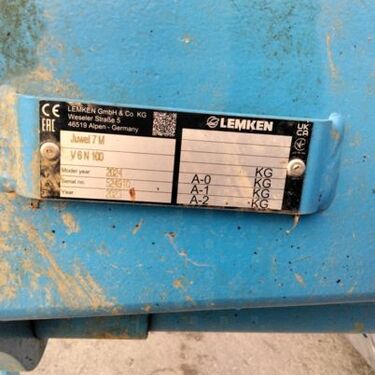 CE
EAC
LEMKEN GmbH & Co. KG
Weseler Straße 5
46519 Alpen - Germany
LEMKEN
UK
CA
Juwel 7 M
V 6 N 100
Model year 2024
Serial no.
Year
KG
A-0 KG
A-1 KG
A-2 KG